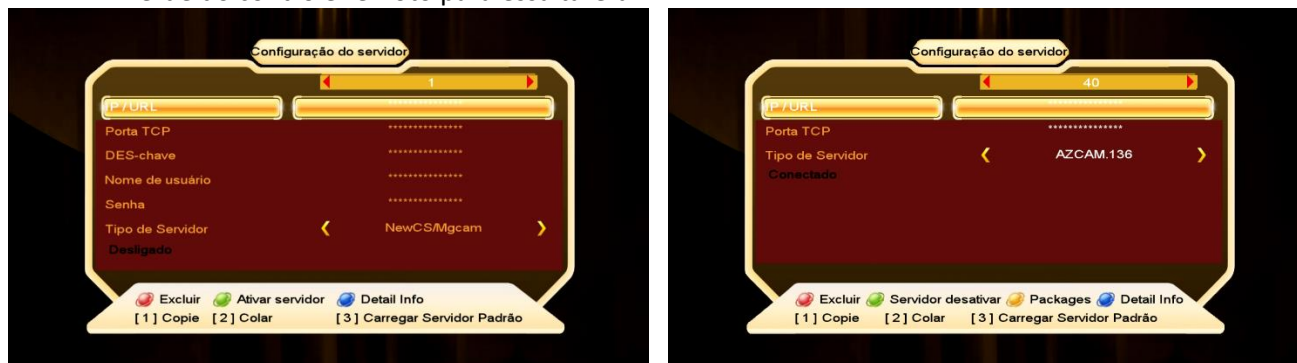 Configuração do servidor
1
IP / URL ***************
Porta TCP ***************
DES-chave ***************
Nome de usuário ***************
Senha ***************
Tipo de Servidor NewCS/Mgcam
Desligado
Excluir Ativar servidor Detail Info
[ 1 ] Copie [ 2 ] Colar [ 3 ] Carregar Servidor Padrão
Configuração do servidor
40
IP / URL ***************
Porta TCP ***************
Tipo de Servidor AZCAM.136
Conectado
Excluir Servidor desativar Packages Detail Info
[ 1 ] Copie [ 2 ] Colar [ 3 ] Carregar Servidor Padrão